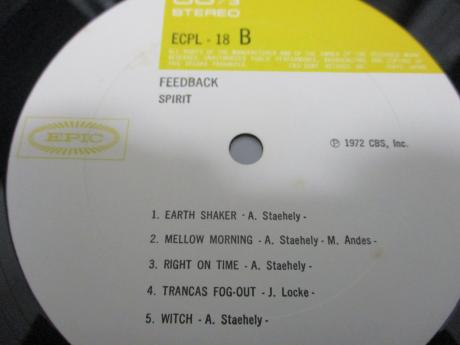 STEREO
ECPL - 18 B
FEEDBACK
SPIRIT
EPIC
Ⓟ 1972 CBS, Inc.
1. EARTH SHAKER - A. Staehely -
2. MELLOW MORNING - A. Staehely - M. Andes -
3. RIGHT ON TIME - A. Staehely -
4. TRANCAS FOG-OUT - J. Locke -
5. WITCH - A. Staehely -